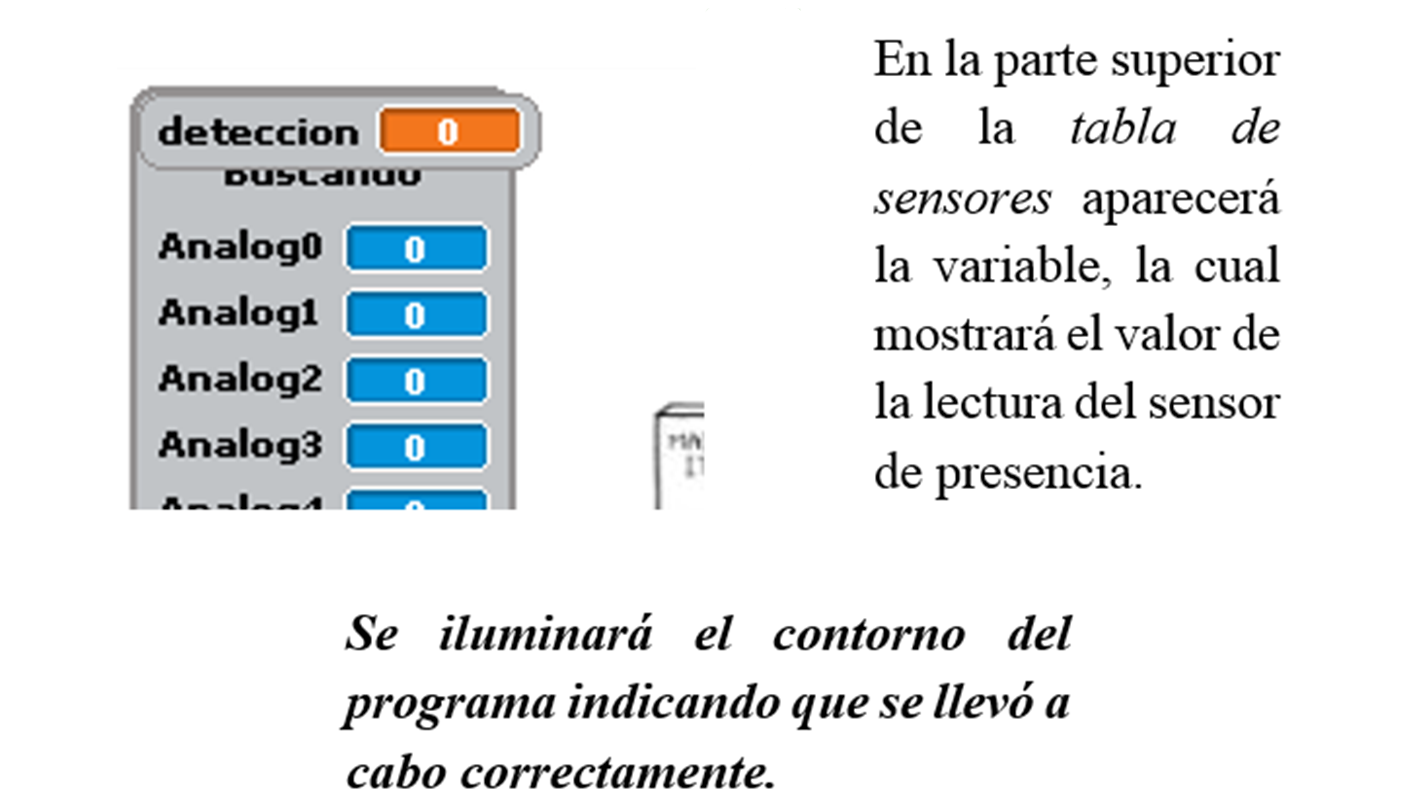 deteccion 0
Buscando
Analog0 0
Analog1 0
Analog2 0
Analog3 0
En la parte superior
de la tabla de
sensores aparecerá
la variable, la cual
mostrará el valor de
la lectura del sensor
de presencia.
Se iluminará el contorno del
programa indicando que se llevó a
cabo correctamente.